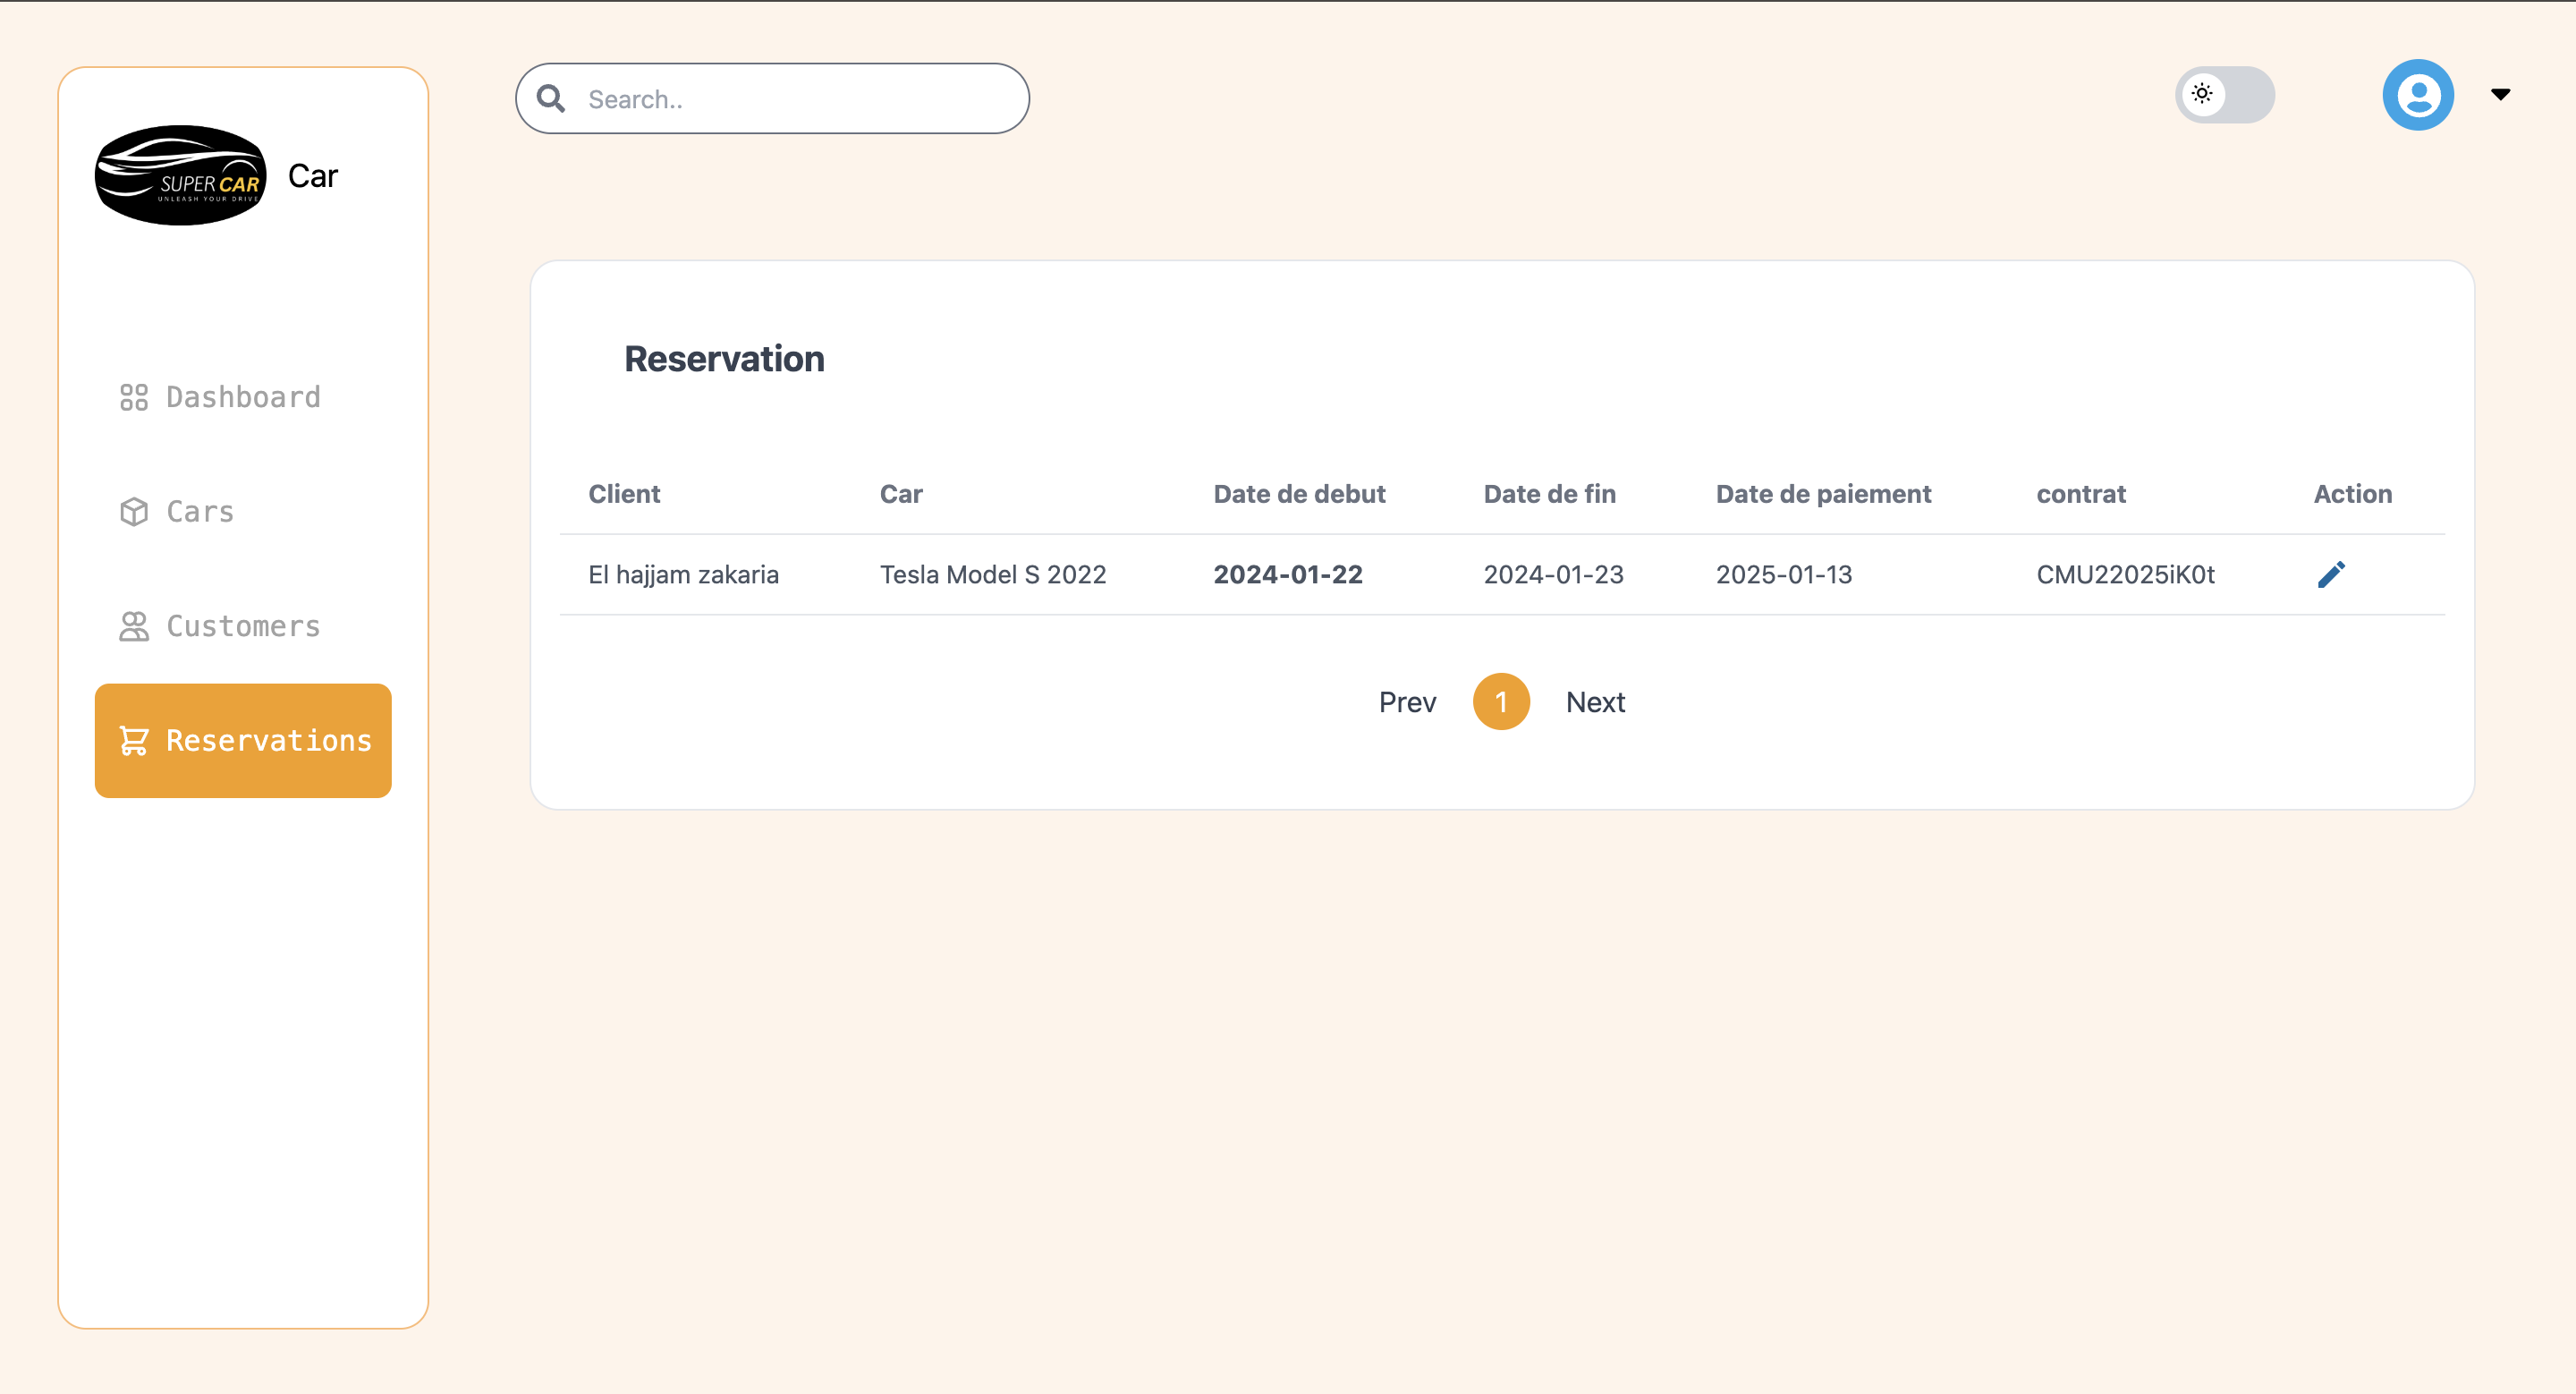 SUPER CAR
UNLEASH YOUR DRIVE
Car
Search..
Dashboard
Cars
Customers
Reservations
Reservation
Client Car Date de debut Date de fin Date de paiement contrat Action
El hajjam zakaria Tesla Model S 2022 2024-01-22 2024-01-23 2025-01-13 CMU22025iK0t
Prev 1 Next